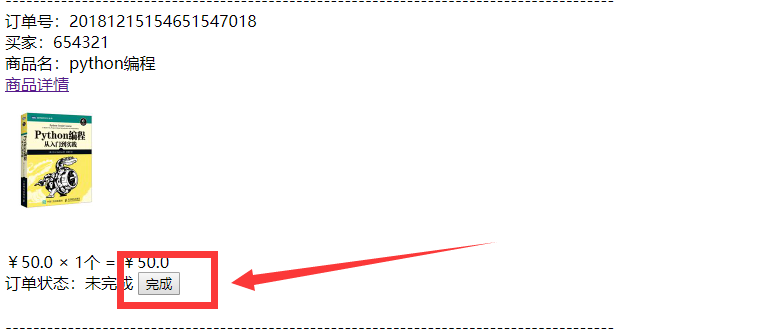 订单号：20181215154651547018
买家：654321
商品名：python编程
商品详情
Python编程
从入门到实践
￥50.0 × 1个 = ￥50.0
订单状态：未完成 完成